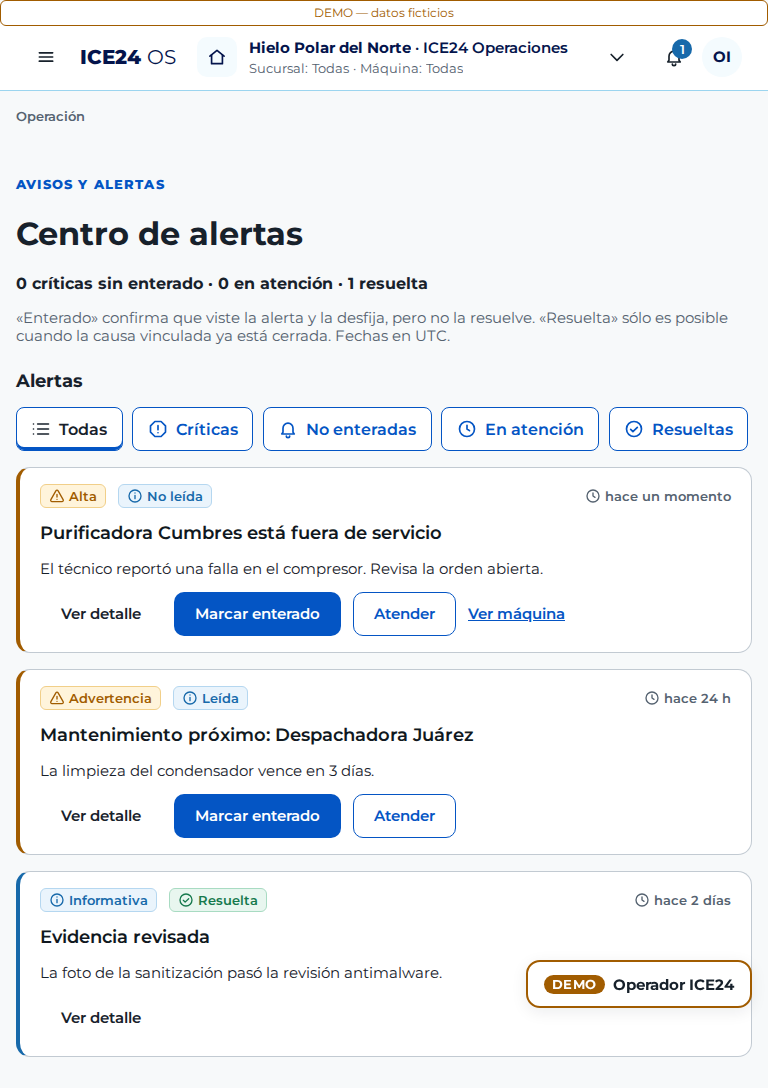 DEMO — datos ficticios
ICE24 OS
Hielo Polar del Norte · ICE24 Operaciones
Sucursal: Todas · Máquina: Todas
1
OI
Operación
AVISOS Y ALERTAS
Centro de alertas
0 críticas sin enterado · 0 en atención · 1 resuelta
«Enterado» confirma que viste la alerta y la desfija, pero no la resuelve. «Resuelta» sólo es posible
cuando la causa vinculada ya está cerrada. Fechas en UTC.
Alertas
Todas Críticas No enteradas En atención Resueltas
Alta No leída hace un momento
Purificadora Cumbres está fuera de servicio
El técnico reportó una falla en el compresor. Revisa la orden abierta.
Ver detalle Marcar enterado Atender Ver máquina
Advertencia Leída hace 24 h
Mantenimiento próximo: Despachadora Juárez
La limpieza del condensador vence en 3 días.
Ver detalle Marcar enterado Atender
Informativa Resuelta hace 2 días
Evidencia revisada
La foto de la sanitización pasó la revisión antimalware.
DEMO Operador ICE24
Ver detalle